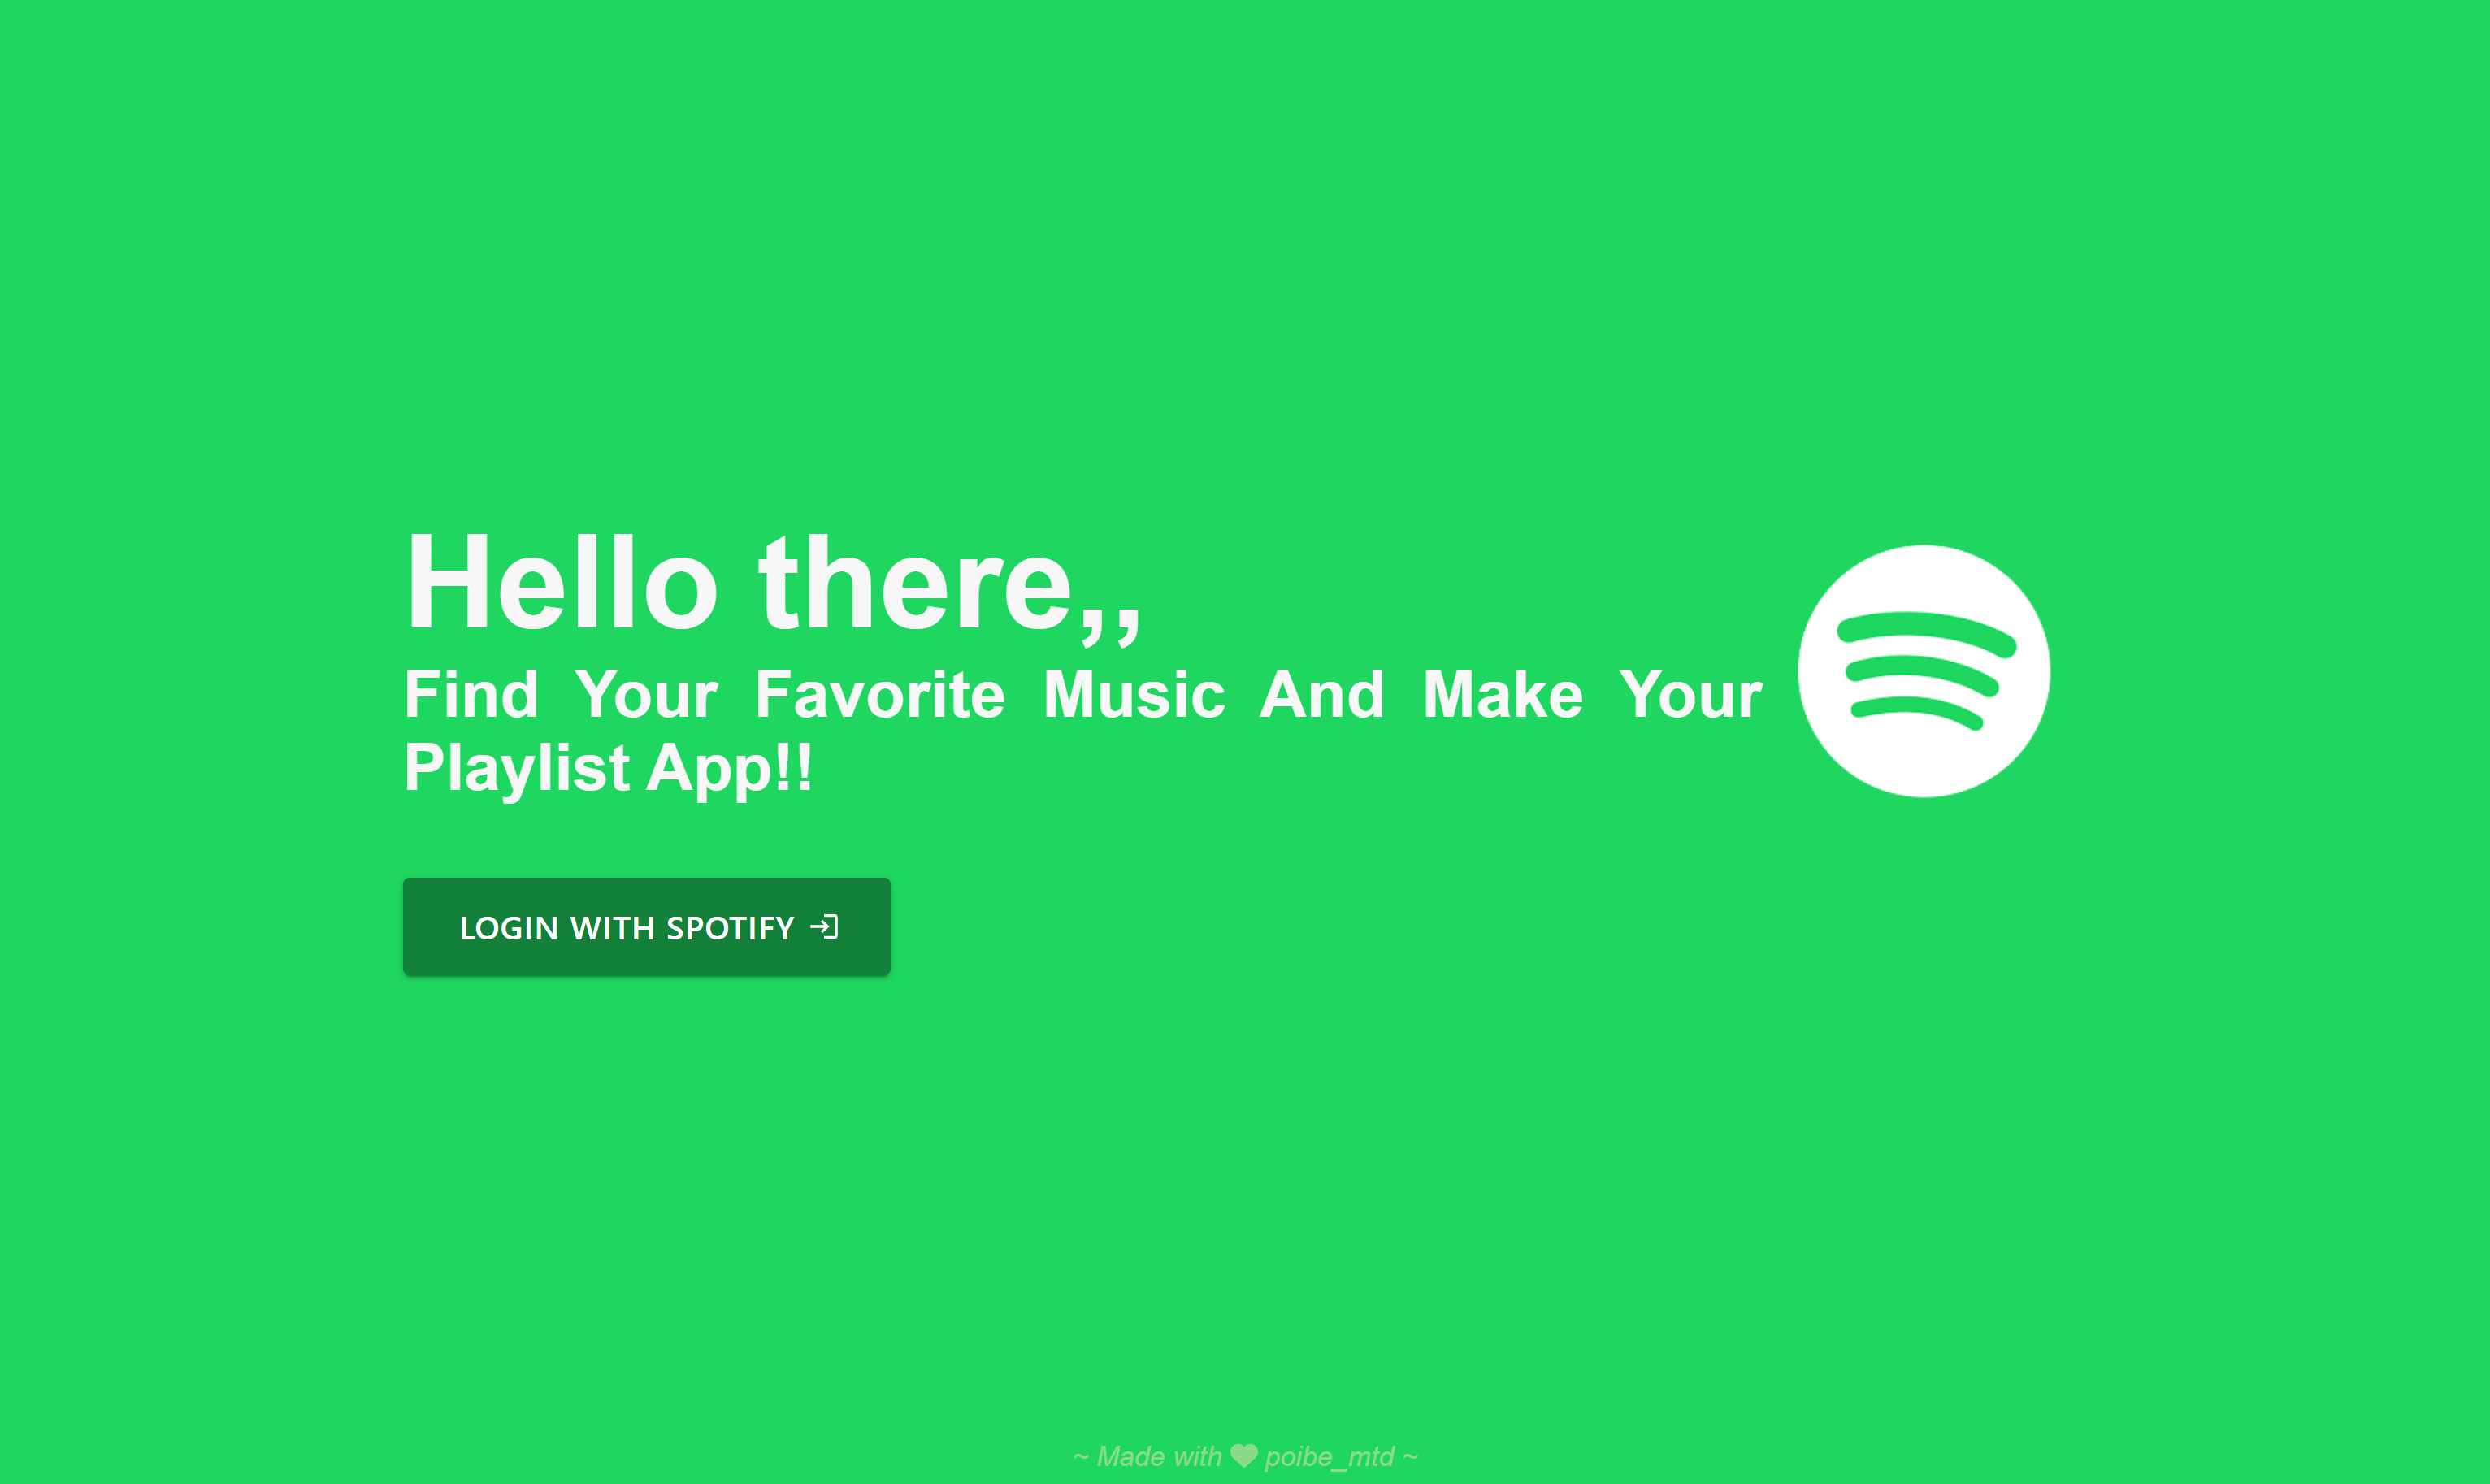 Hello there,,
Find Your Favorite Music And Make Your
Playlist App!!
LOGIN WITH SPOTIFY
~ Made with ♥ poibe_mtd ~